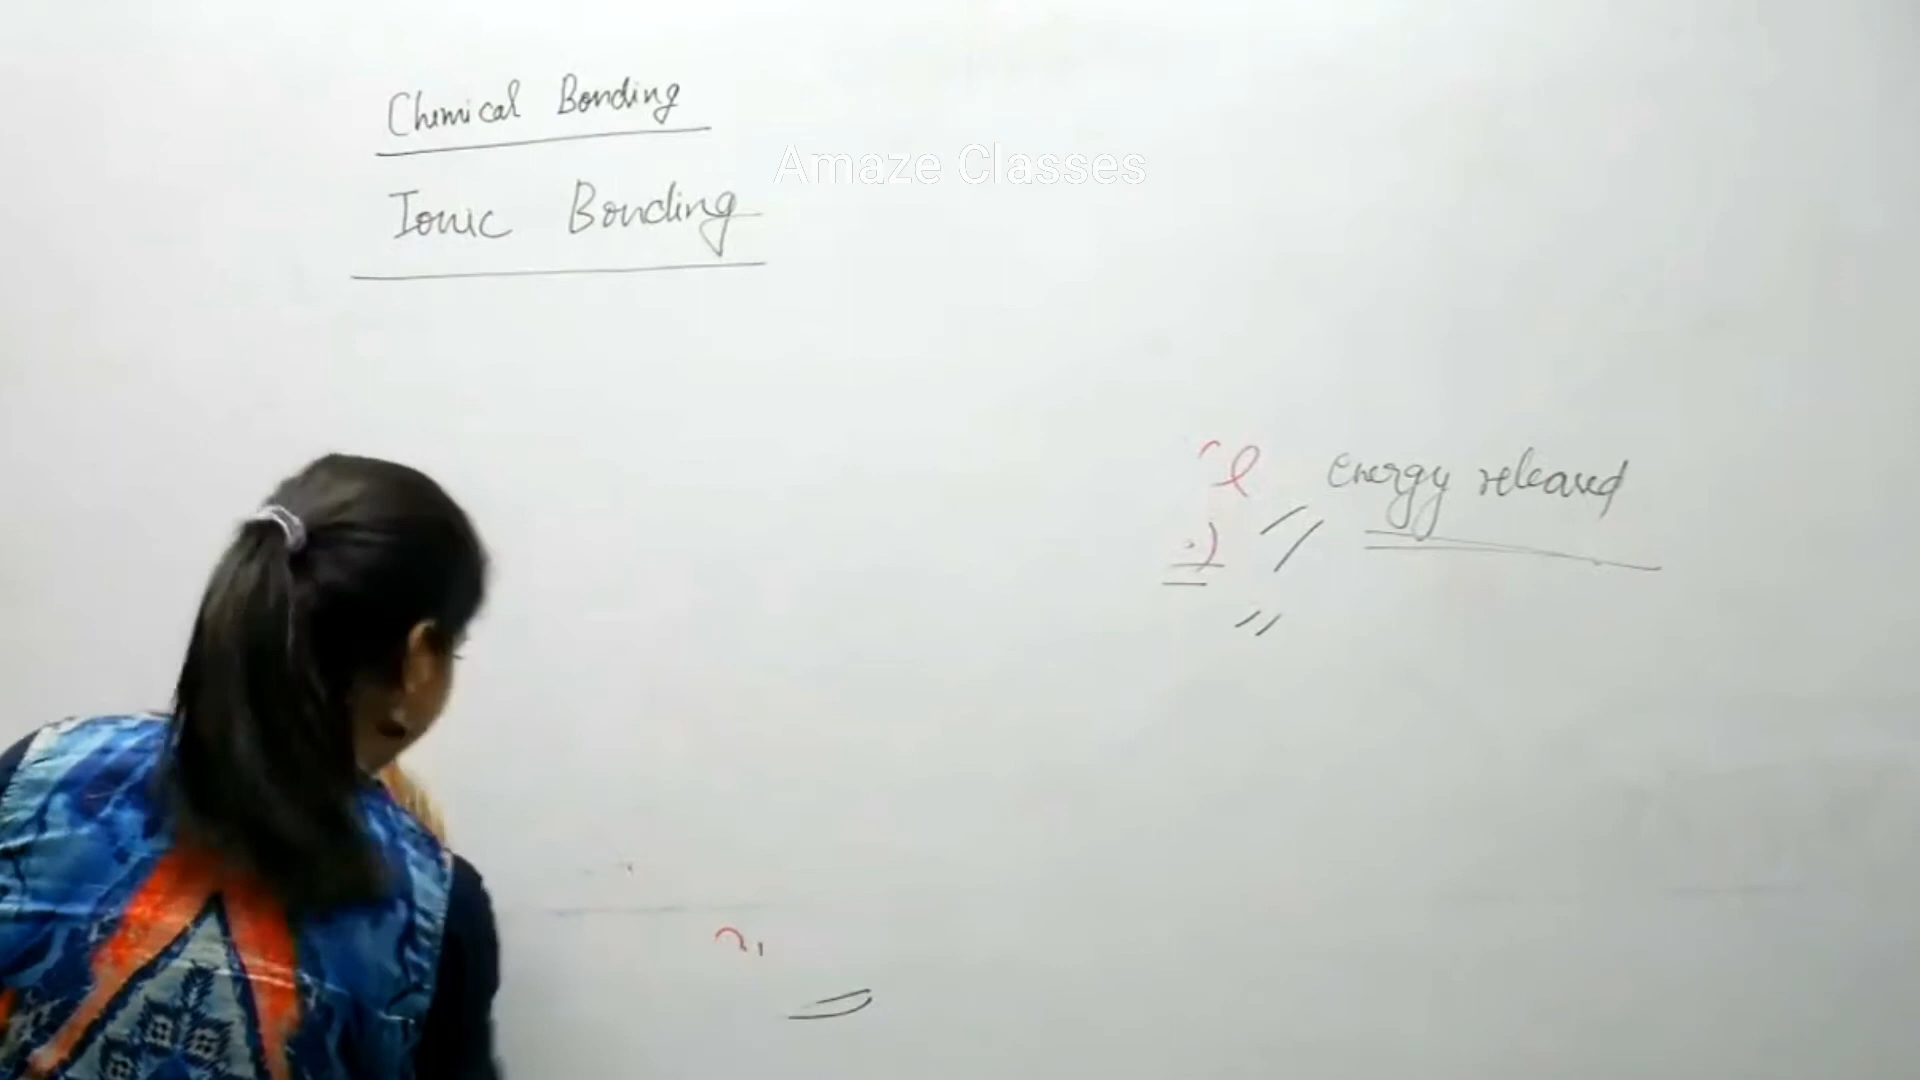 Chemical Bonding
Amaze Classes
Ionic Bonding
energy released